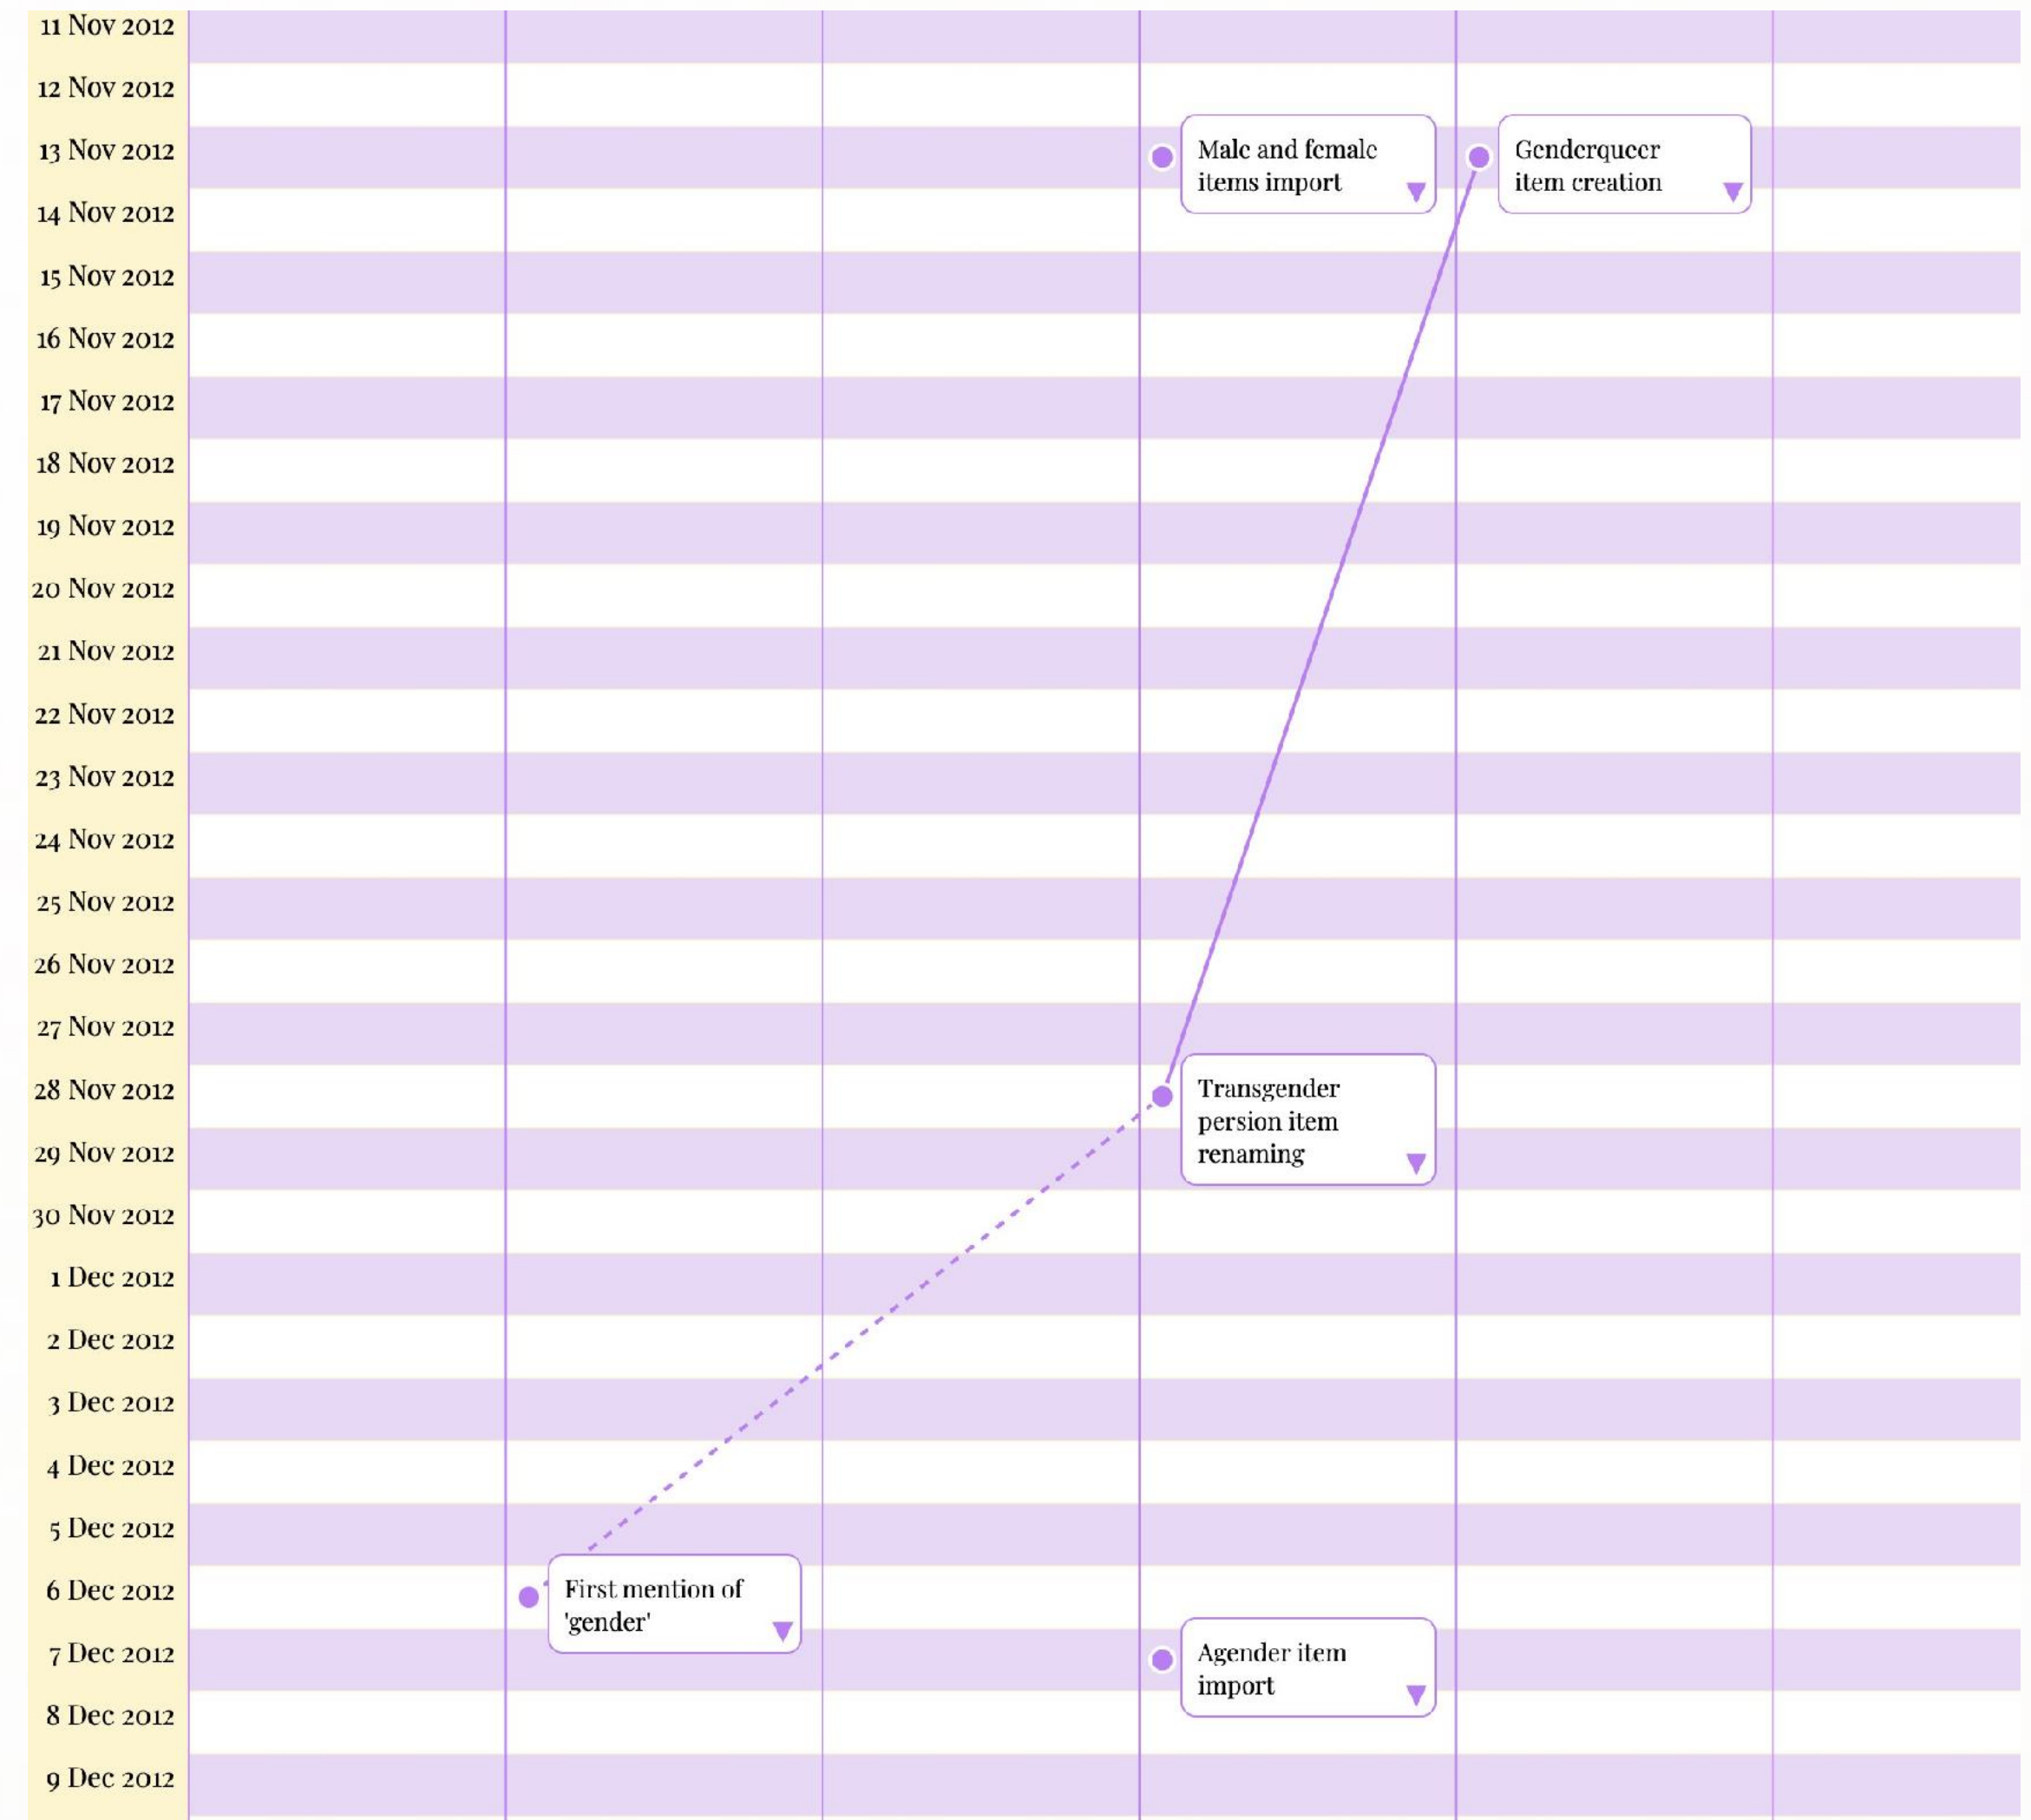 11 Nov 2012
12 Nov 2012
13 Nov 2012
Male and female
items import
Genderqueer
item creation
14 Nov 2012
15 Nov 2012
16 Nov 2012
17 Nov 2012
18 Nov 2012
19 Nov 2012
20 Nov 2012
21 Nov 2012
22 Nov 2012
23 Nov 2012
24 Nov 2012
25 Nov 2012
26 Nov 2012
27 Nov 2012
28 Nov 2012
Transgender
persion item
renaming
29 Nov 2012
30 Nov 2012
1 Dec 2012
2 Dec 2012
3 Dec 2012
4 Dec 2012
5 Dec 2012
6 Dec 2012
First mention of
'gender'
7 Dec 2012
Agender item
import
8 Dec 2012
9 Dec 2012